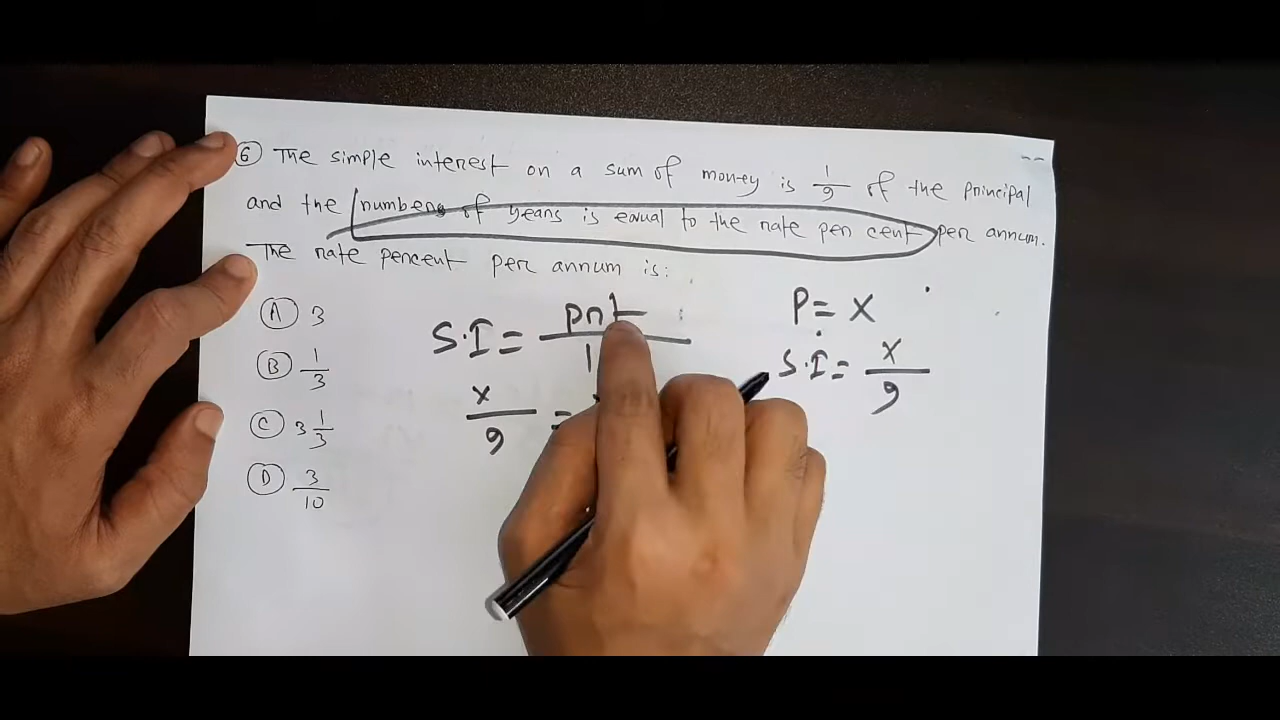 6 The simple interest on a sum of money is 1/9 of the principal
and the numbers of years is equal to the rate per cent per annum.
The rate percent per annum is:
A 3
B 1/3
C 3 1/3
D 3/10
S.I = pnt
x/9 =
P = X
S.I = x/9